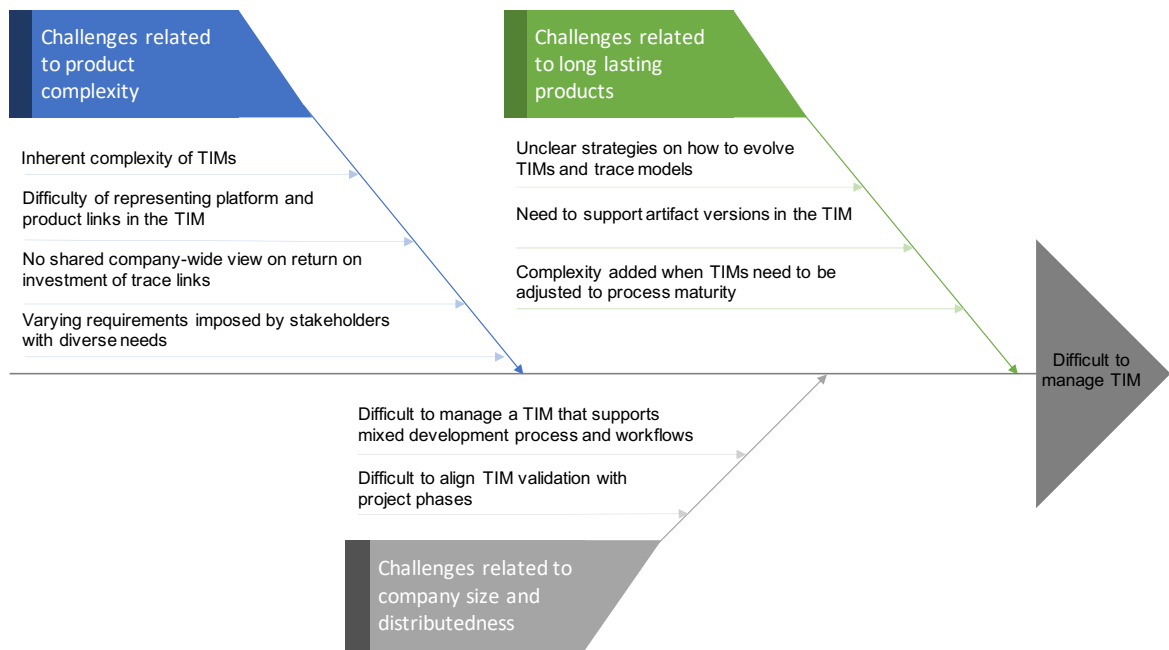 Challenges related
to product
complexity
Inherent complexity of TIMs
Difficulty of representing platform and
product links in the TIM
No shared company-wide view on return on
investment of trace links
Varying requirements imposed by stakeholders
with diverse needs
Challenges related
to long lasting
products
Unclear strategies on how to evolve
TIMs and trace models
Need to support artifact versions in the TIM
Complexity added when TIMs need to be
adjusted to process maturity
Difficult to
manage TIM
Difficult to manage a TIM that supports
mixed development process and workflows
Difficult to align TIM validation with
project phases
Challenges related to
company size and
distributedness